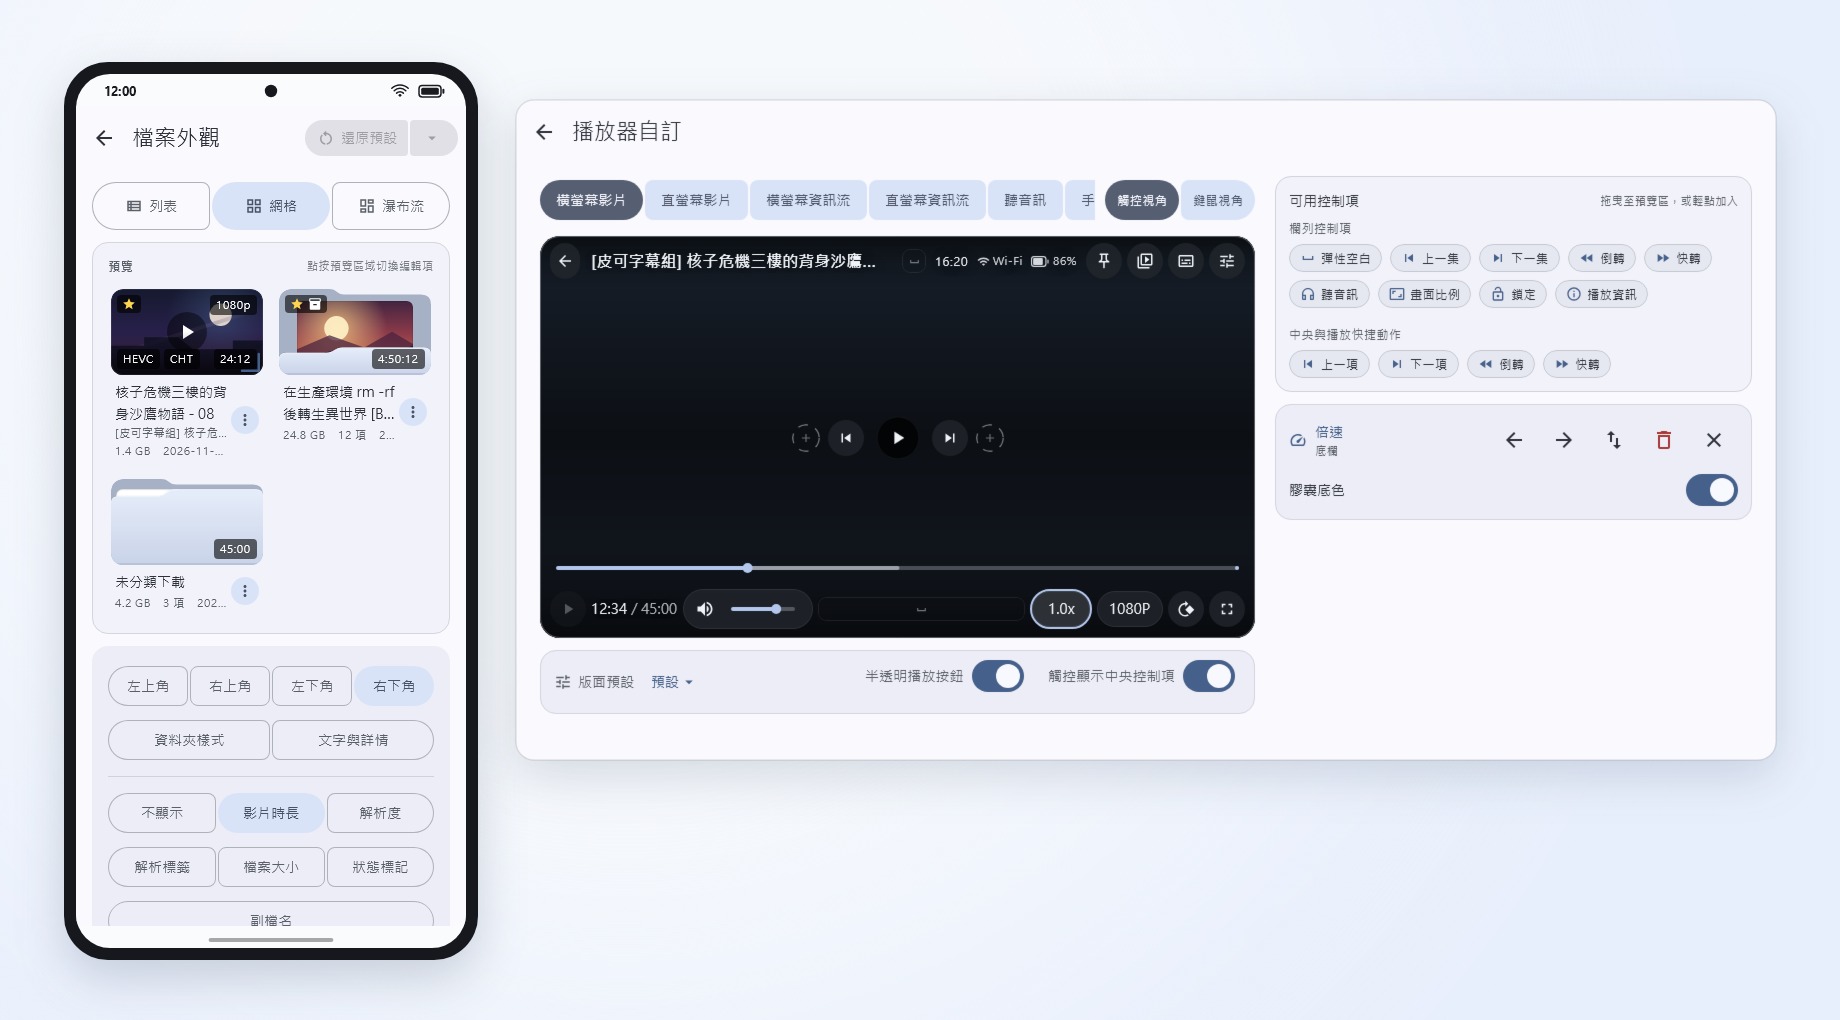 12:00
檔案外觀
還原預設
列表
網格
瀑布流
預覽
點按預覽區域切換編輯項
1080p
HEVC
CHT
24:12
4:50:12
核子危機三樓的背
身沙鷹物語 - 08
[皮可字幕組] 核子危...
1.4 GB 2026-11-...
在生產環境 rm -rf
後轉生異世界 [B...
24.8 GB 12 項 2...
45:00
未分類下載
4.2 GB 3 項 202...
左上角
右上角
左下角
右下角
資料夾樣式
文字與詳情
不顯示
影片時長
解析度
解析標籤
檔案大小
狀態標記
副檔名
播放器自訂
橫螢幕影片
直螢幕影片
橫螢幕資訊流
直螢幕資訊流
聽音訊
手
觸控視角
鍵鼠視角
[皮可字幕組] 核子危機三樓的背身沙鷹...
16:20
Wi-Fi
86%
12:34 / 45:00
1.0x
1080P
版面預設
預設
半透明播放按鈕
觸控顯示中央控制項
可用控制項
拖曳至預覽區，或輕點加入
欄列控制項
彈性空白
上一集
下一集
倒轉
快轉
聽音訊
畫面比例
鎖定
播放資訊
中央與播放快捷動作
上一項
下一項
倒轉
快轉
倍速
底欄
膠囊底色